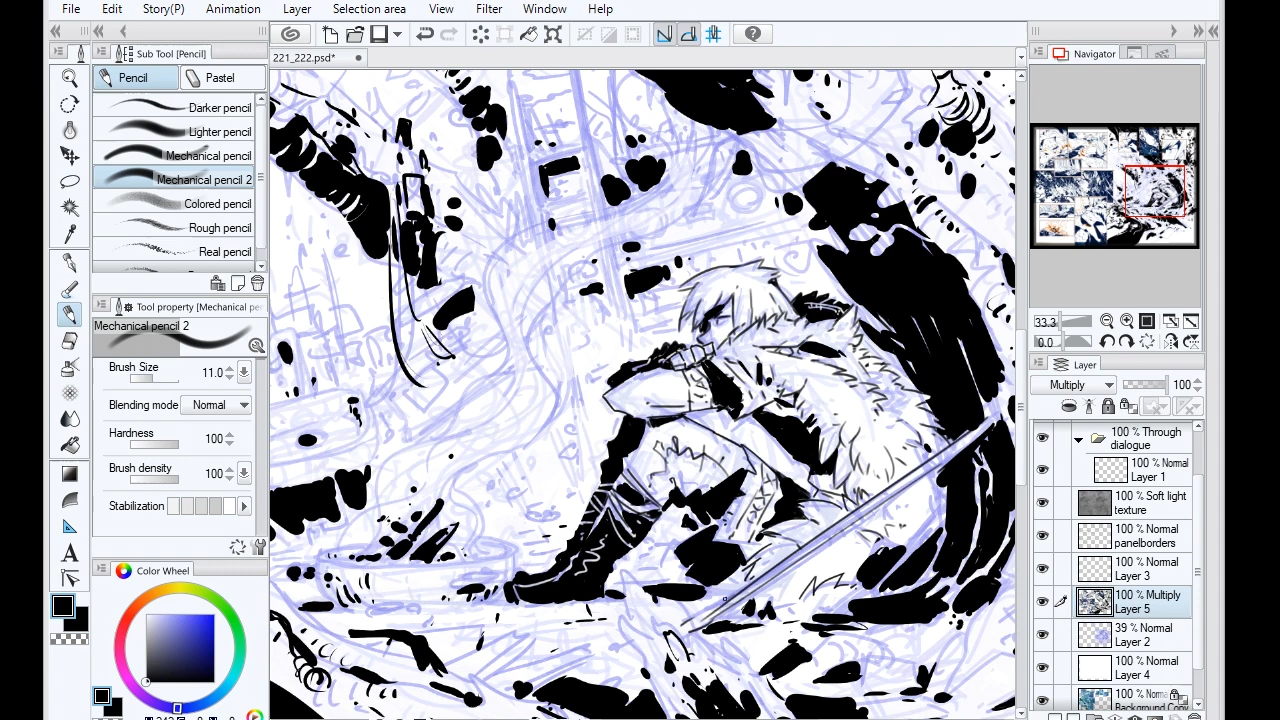 File
Edit
Story(P)
Animation
Layer
Selection area
View
Filter
Window
Help
Sub Tool [Pencil]
221_222.psd*
Navigator
Pencil
Pastel
Darker pencil
Lighter pencil
Mechanical pencil
Mechanical pencil 2
Colored pencil
Rough pencil
Real pencil
Tool property [Mechanical pe
Mechanical pencil 2
Brush Size
11.0
Blending mode
Normal
Hardness
100
Brush density
100
Stabilization
Color Wheel
33.3
0.0
Layer
Multiply
100
100 % Through
dialogue
100 % Normal
Layer 1
100 % Soft light
texture
100 % Normal
panelborders
100 % Normal
Layer 3
100 % Multiply
Layer 5
39 % Normal
Layer 2
100 % Normal
Layer 4
100 % Norma
Background Copy